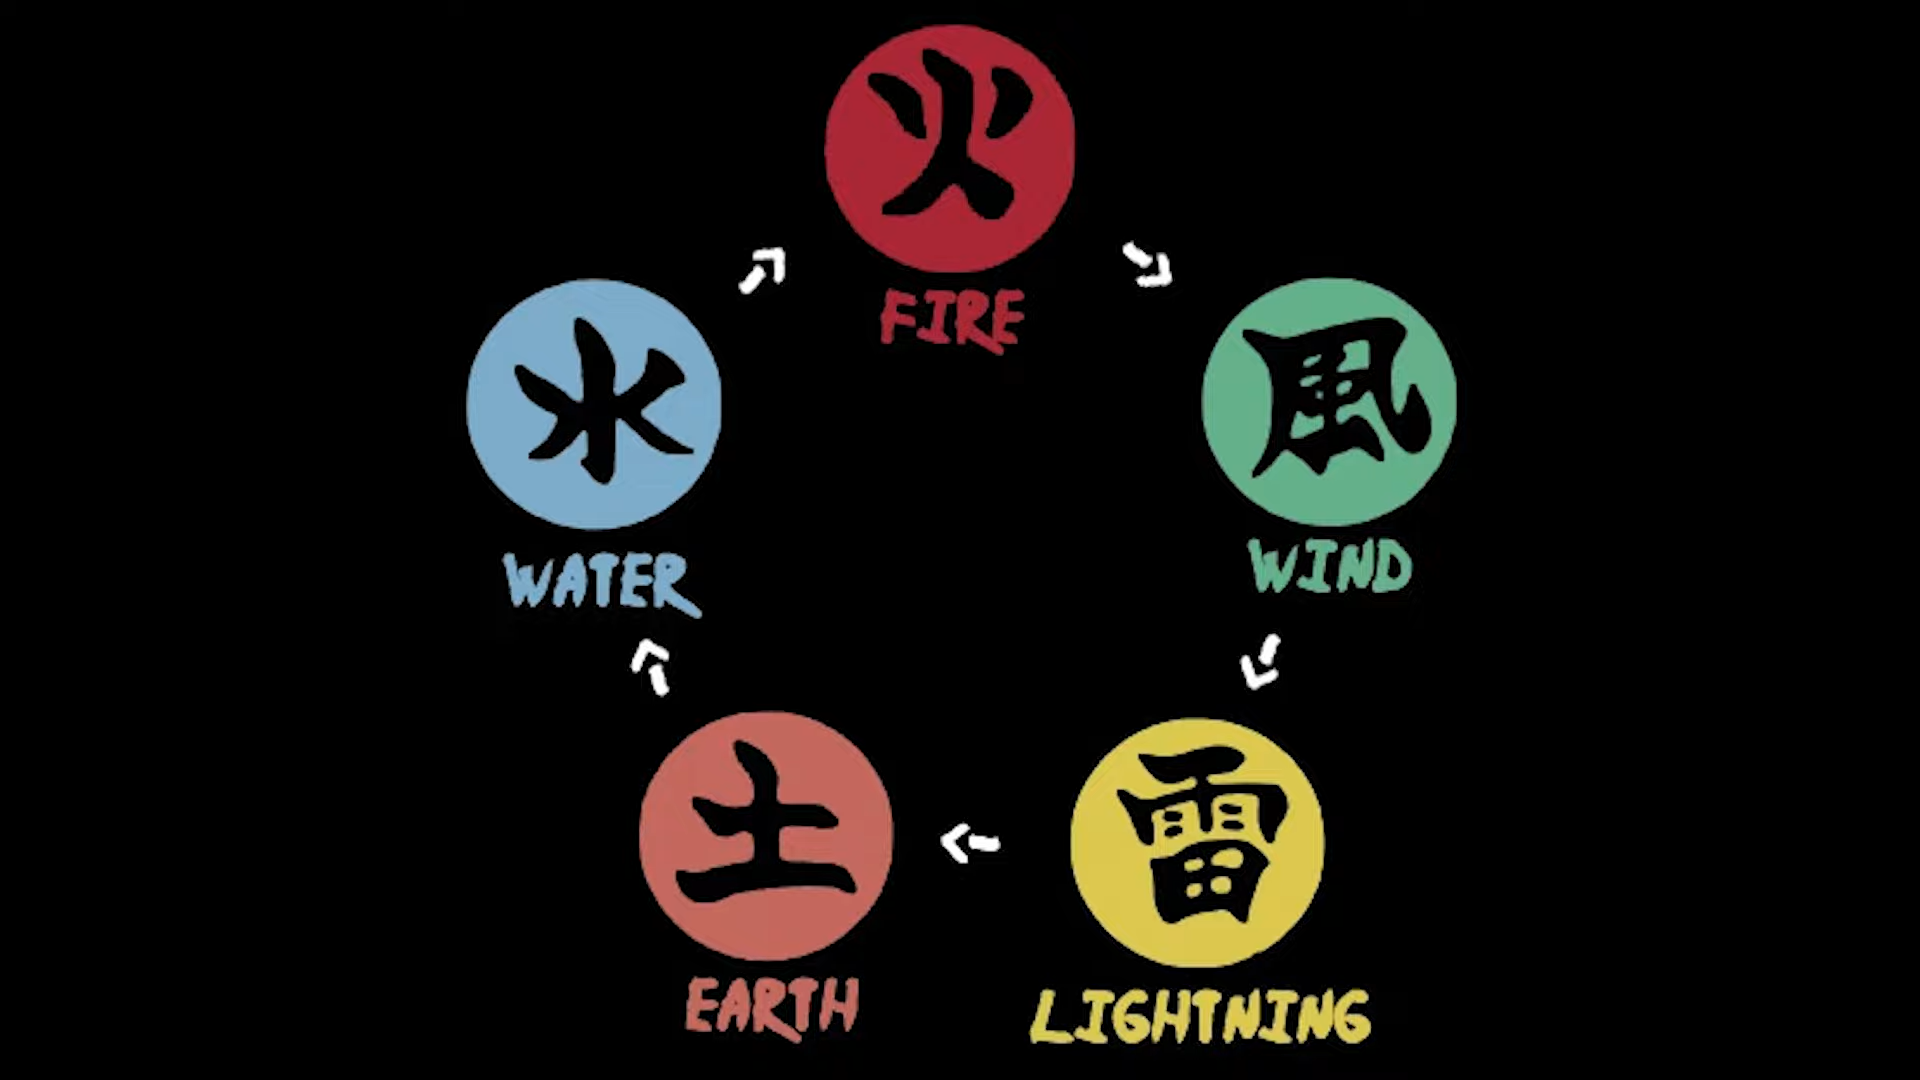 火
FIRE
水
WATER
風
WIND
土
EARTH
雷
LIGHTNING